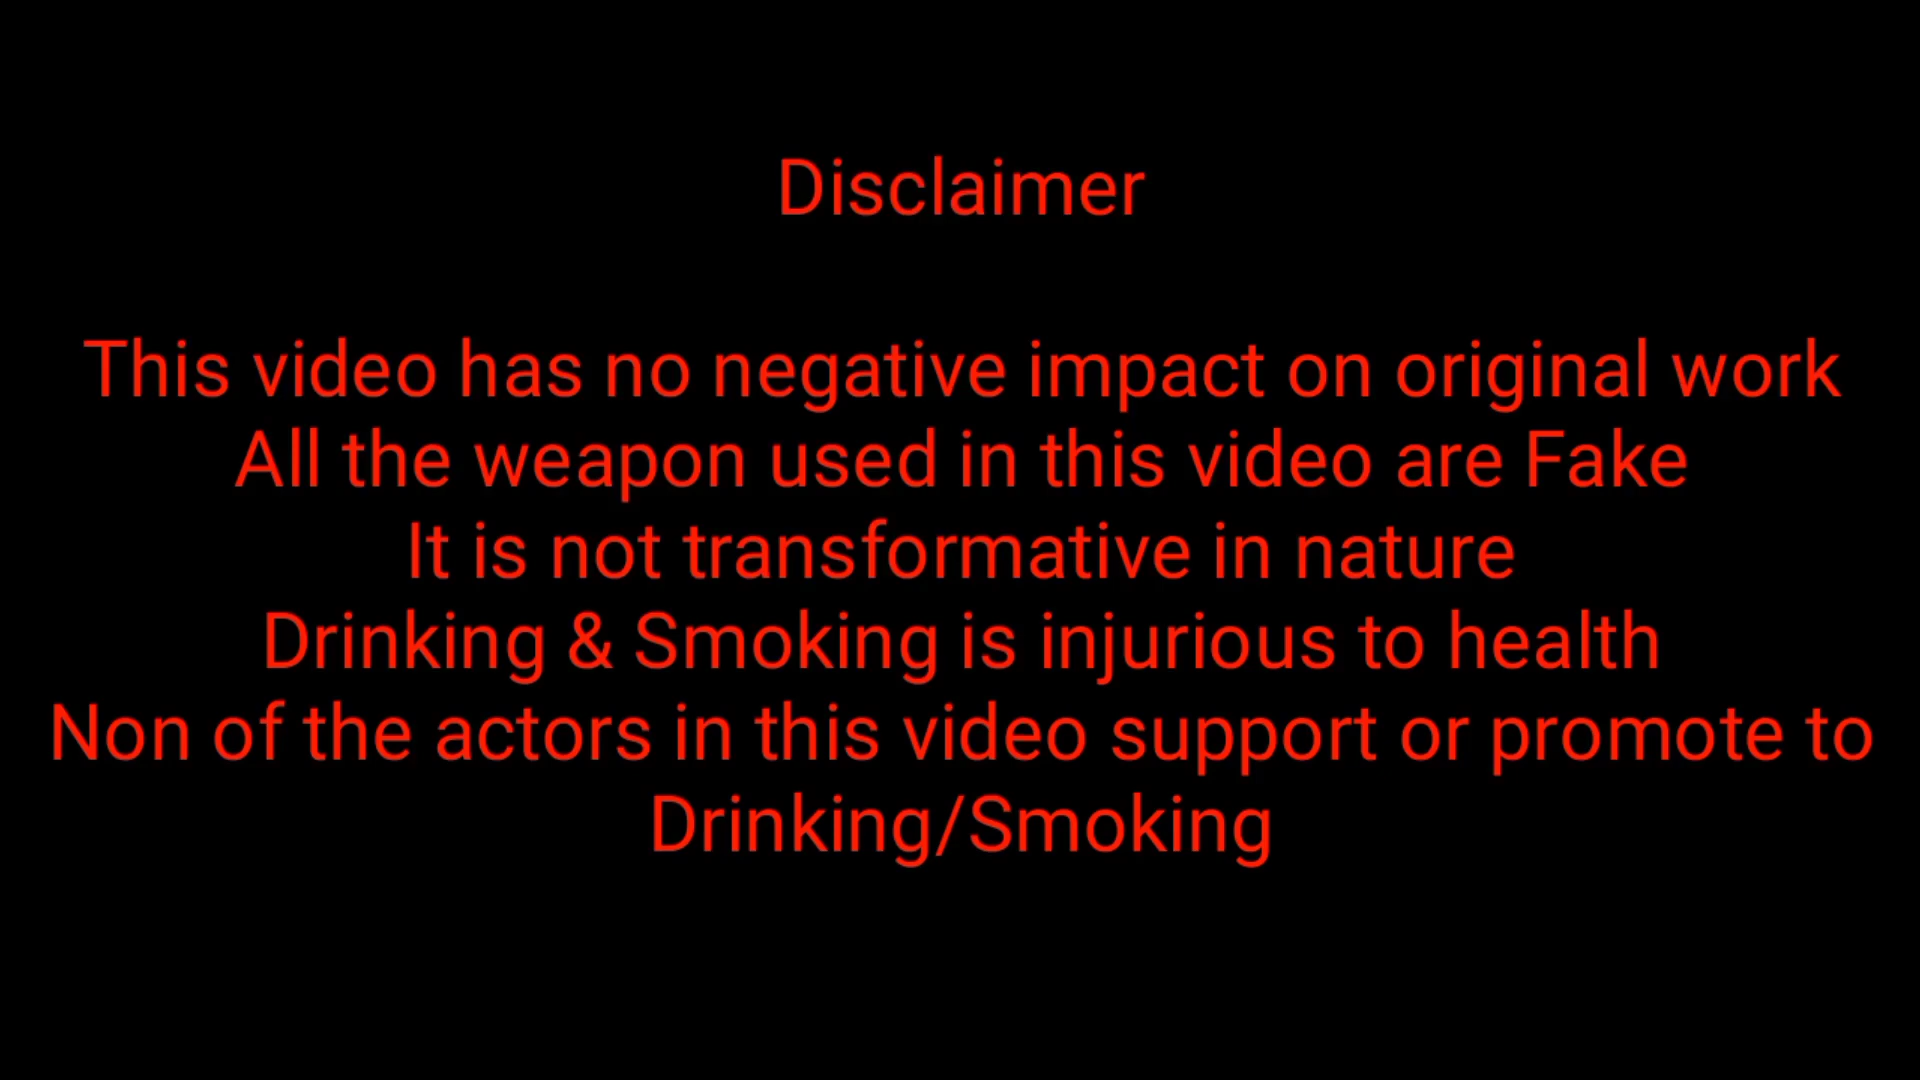 Disclaimer
This video has no negative impact on original work
All the weapon used in this video are Fake
It is not transformative in nature
Drinking & Smoking is injurious to health
Non of the actors in this video support or promote to
Drinking/Smoking